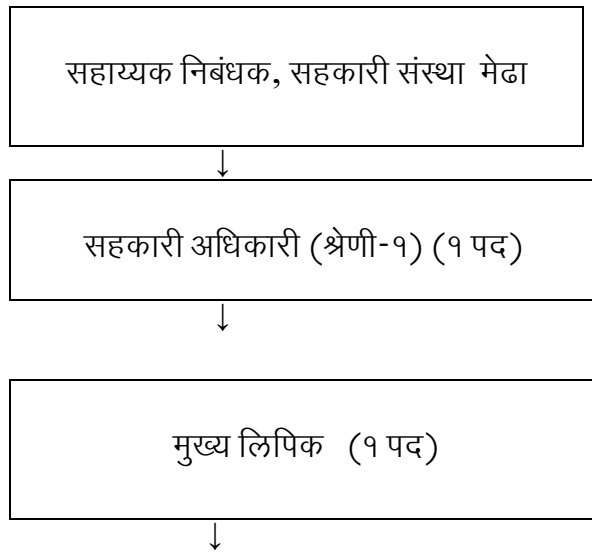 सहाय्यक निबंधक, सहकारी संस्था मेढा
↓
सहकारी अधिकारी (श्रेणी-१) (१ पद)
↓
मुख्य लिपिक (१ पद)
↓